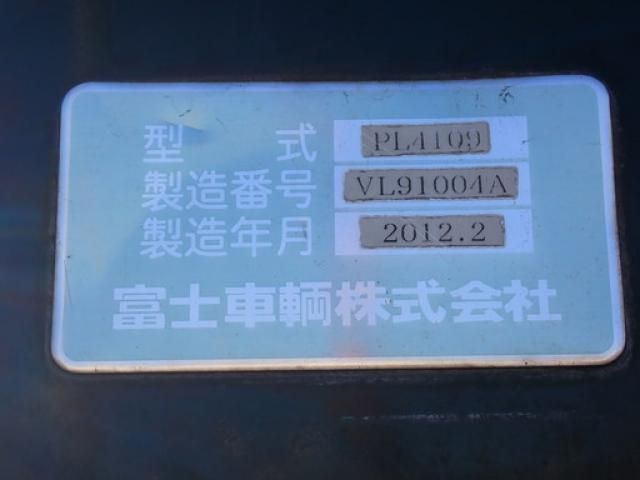 型 式 PL4109
製造番号 VL91004A
製造年月 2012.2
富士車輌株式会社